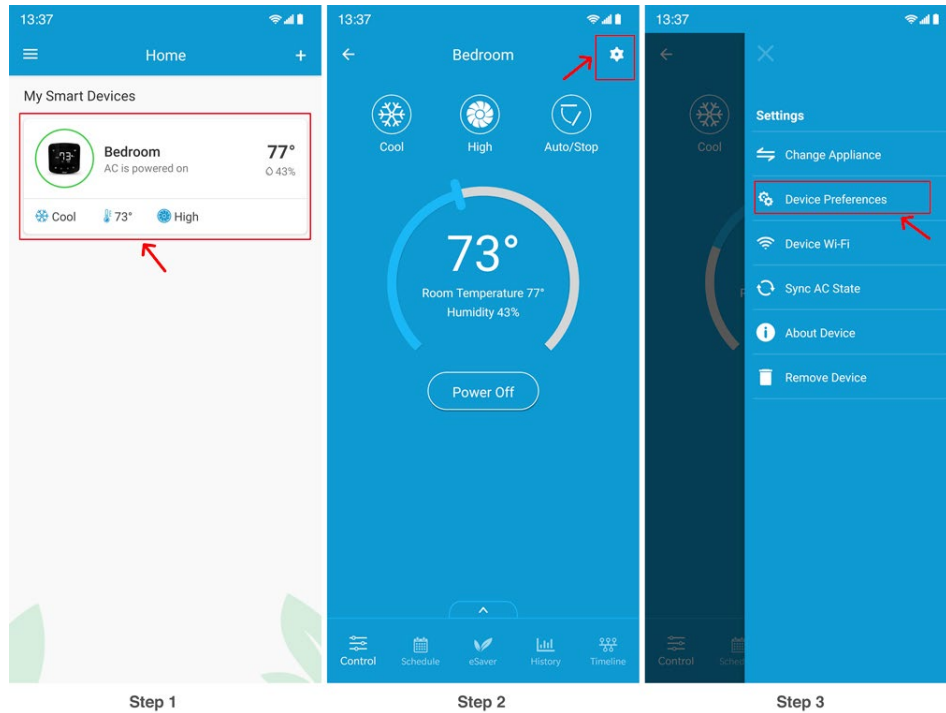 13:37
Home
My Smart Devices
-73-
Bedroom
AC is powered on
77°
43%
Cool
73°
High
Step 1
13:37
Bedroom
Cool
High
Auto/Stop
73°
Room Temperature 77°
Humidity 43%
Power Off
Control
Schedule
eSaver
History
Timeline
Step 2
13:37
Cool
Settings
Change Appliance
Device Preferences
Device Wi-Fi
Sync AC State
About Device
Remove Device
Control
Sched
Step 3